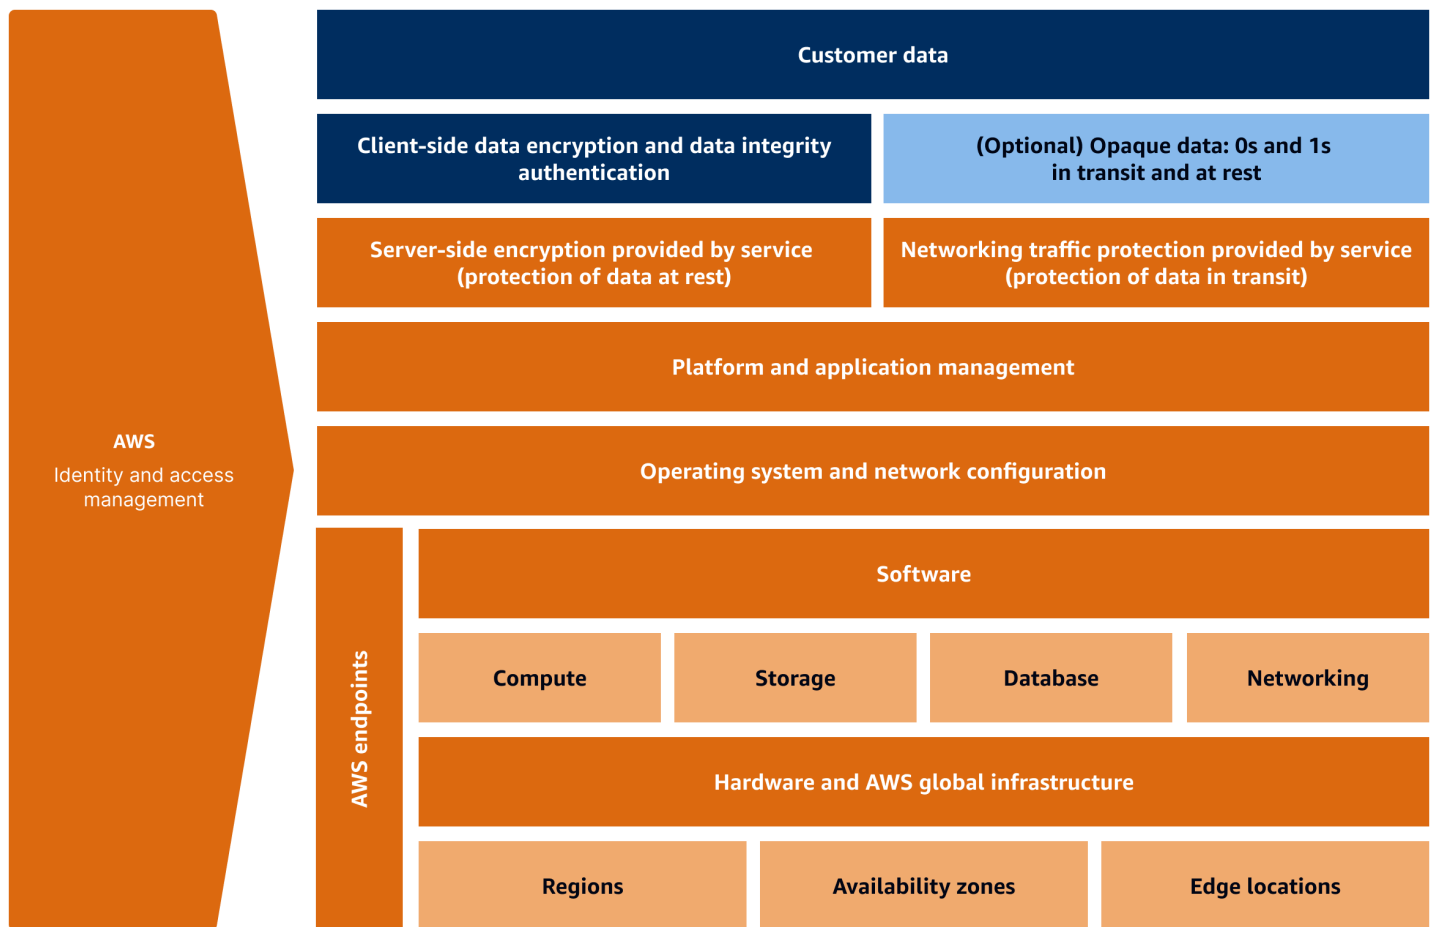 Customer data
Client-side data encryption and data integrity
authentication
(Optional) Opaque data: 0s and 1s
in transit and at rest
Server-side encryption provided by service
(protection of data at rest)
Networking traffic protection provided by service
(protection of data in transit)
Platform and application management
AWS
Identity and access
management
Operating system and network configuration
AWS endpoints
Software
Compute
Storage
Database
Networking
Hardware and AWS global infrastructure
Regions
Availability zones
Edge locations